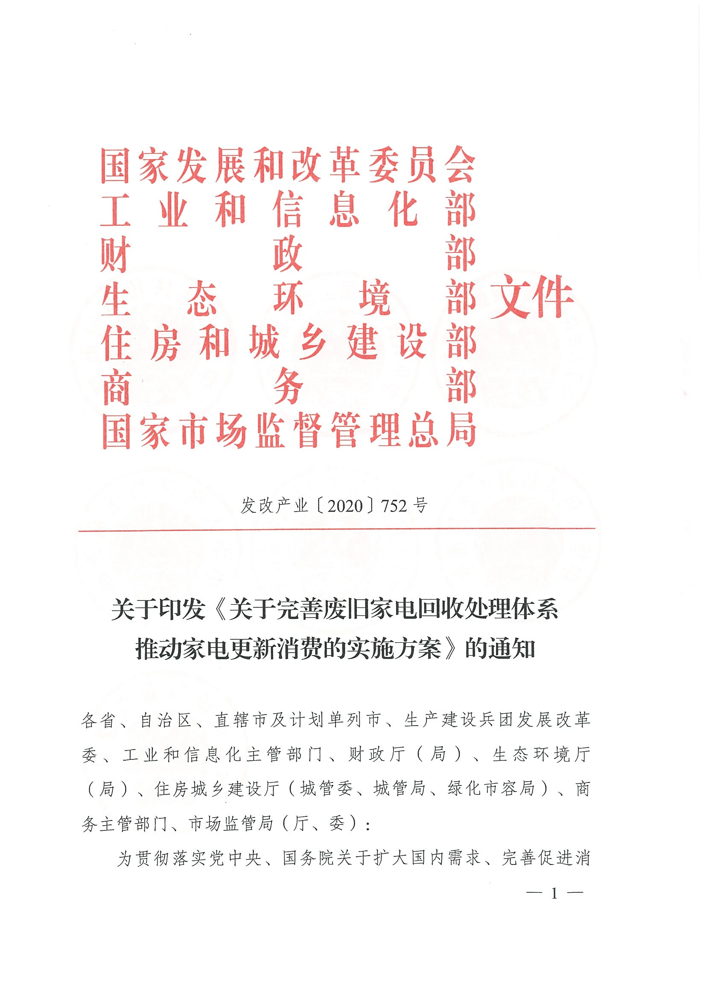 国家发展和改革委员会
工业和信息化部
财政部
生态环境部 文件
住房和城乡建设部
商务部
国家市场监督管理总局
发改产业〔2020〕752号
关于印发《关于完善废旧家电回收处理体系
推动家电更新消费的实施方案》的通知
各省、自治区、直辖市及计划单列市、生产建设兵团发展改革
委、工业和信息化主管部门、财政厅(局)、生态环境厅
(局)、住房城乡建设厅(城管委、城管局、绿化市容局)、商
务主管部门、市场监管局(厅、委):
为贯彻落实党中央、国务院关于扩大国内需求、完善促进消
— 1 —